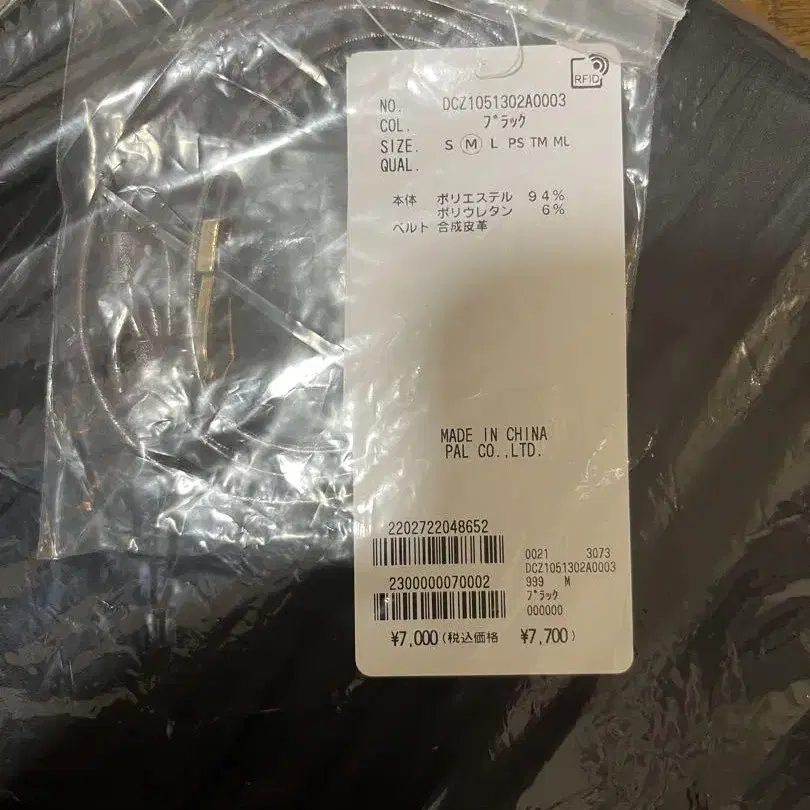 RFID
NO. DCZ1051302A0003
COL. ブラック
SIZE. S M L PS TM ML
QUAL.
本体 ポリエステル 94%
ポリウレタン 6%
ベルト 合成皮革
MADE IN CHINA
PAL CO.,LTD.
2202722048652
0021 3073
DCZ1051302A0003
2300000070002
999 M
ブラック
000000
¥7,000(税込価格 ¥7,700)